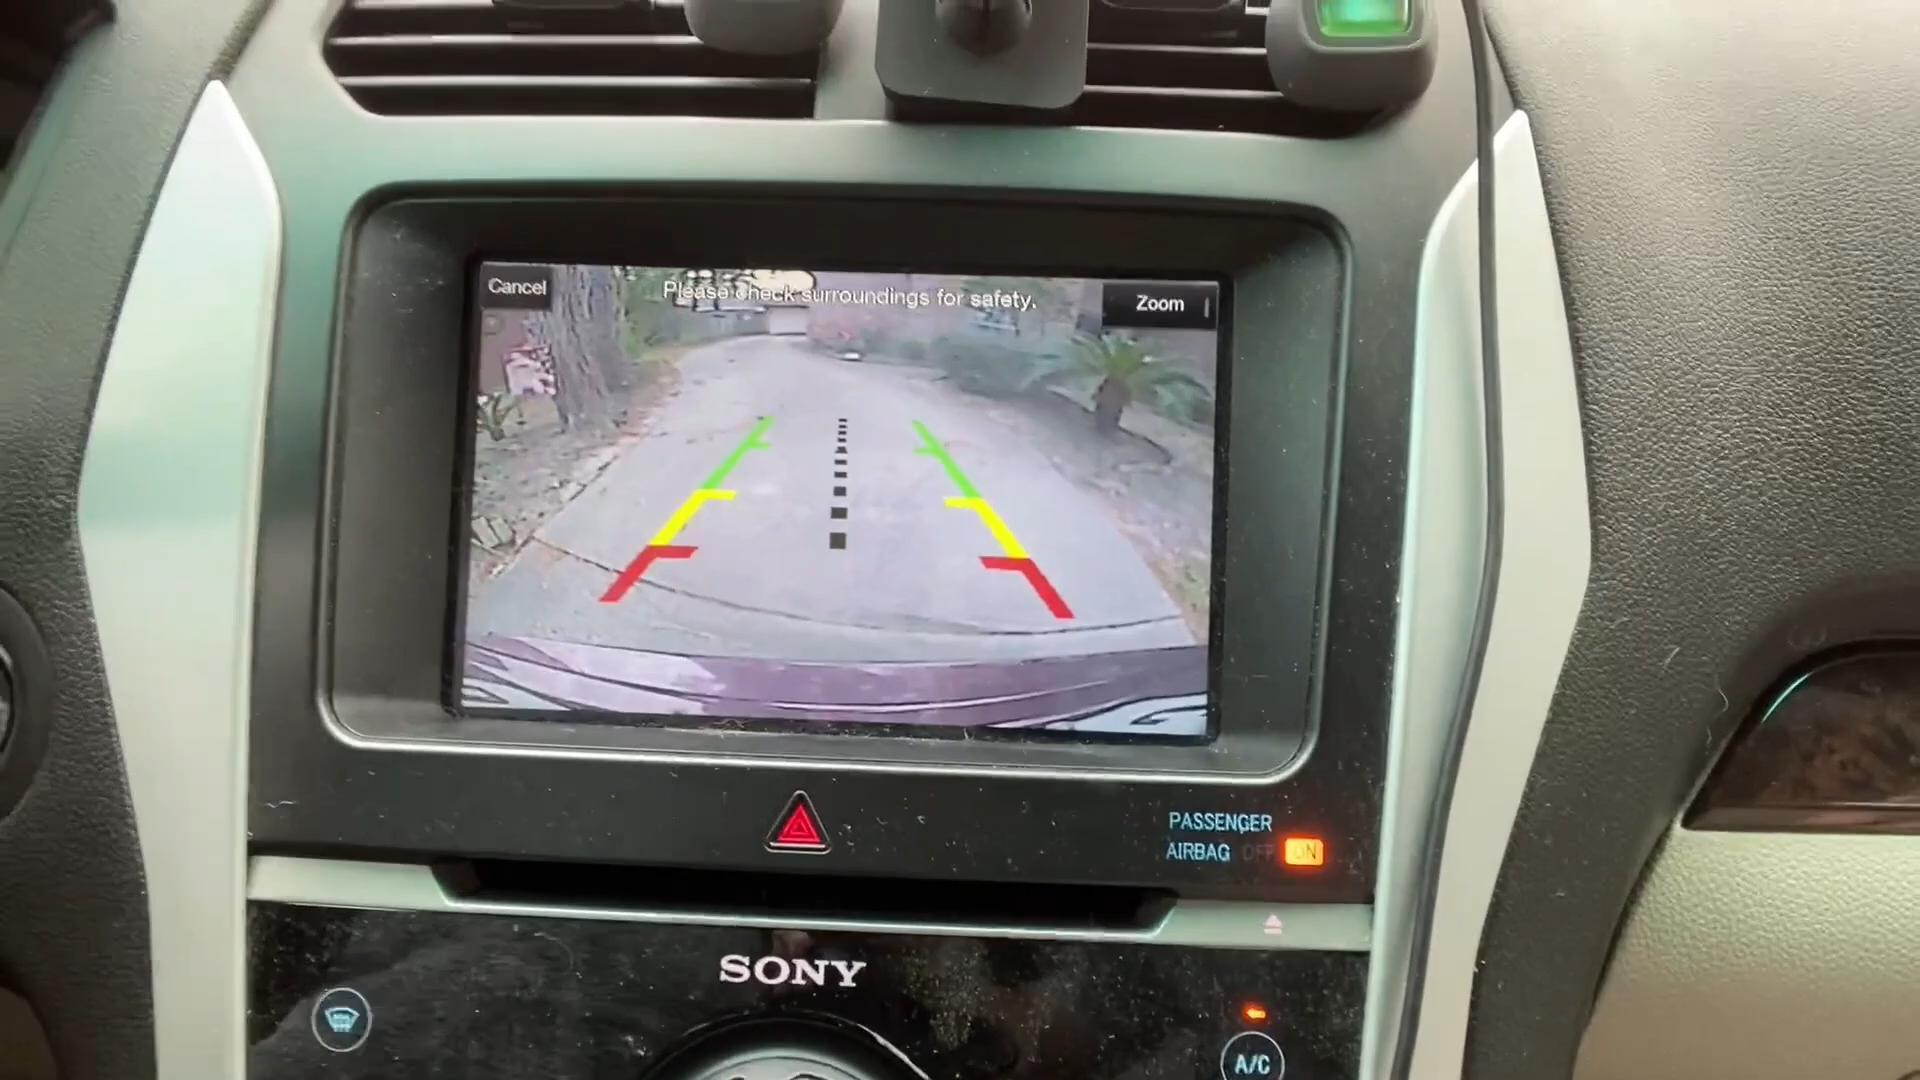 Cancel
Please check surroundings for safety.
Zoom
PASSENGER
AIRBAG OFF ON
SONY
A/C